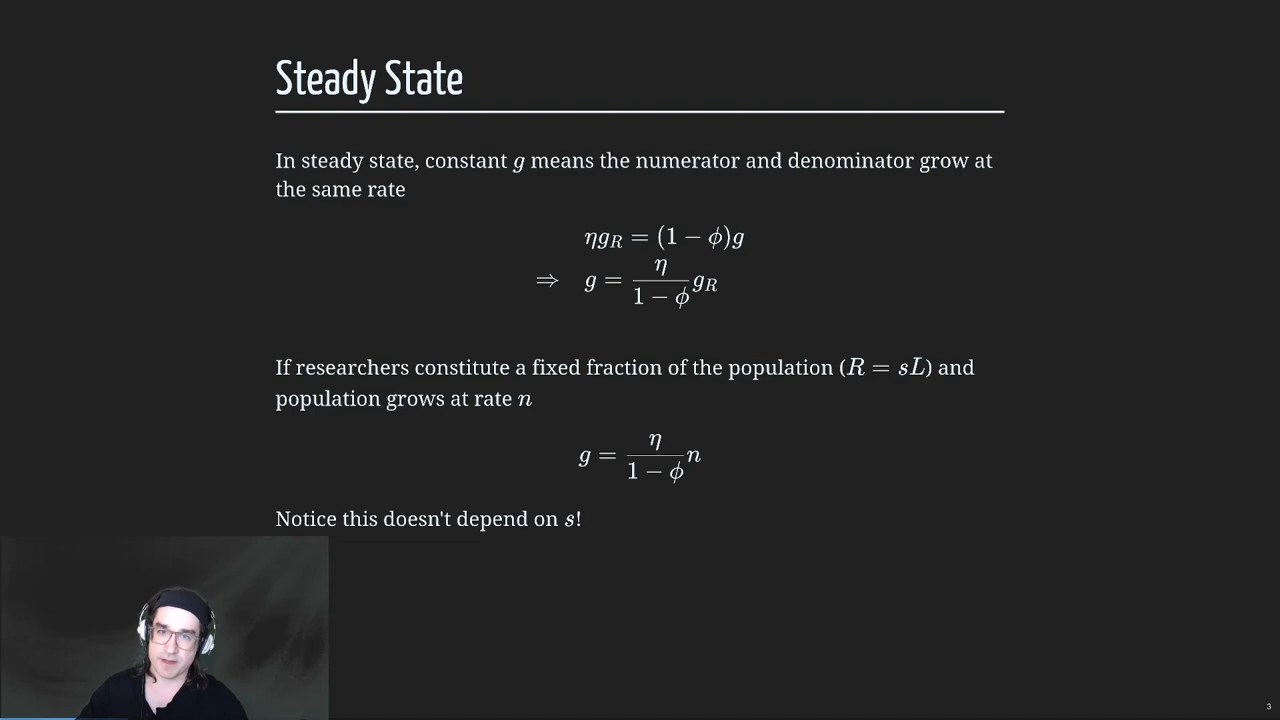 Steady State
In steady state, constant g means the numerator and denominator grow at
the same rate
ηg_R = (1 − ϕ)g
⇒ g = \frac{η}{1 − ϕ} g_R
If researchers constitute a fixed fraction of the population (R = sL) and
population grows at rate n
g = \frac{η}{1 − ϕ} n
Notice this doesn't depend on s!
3